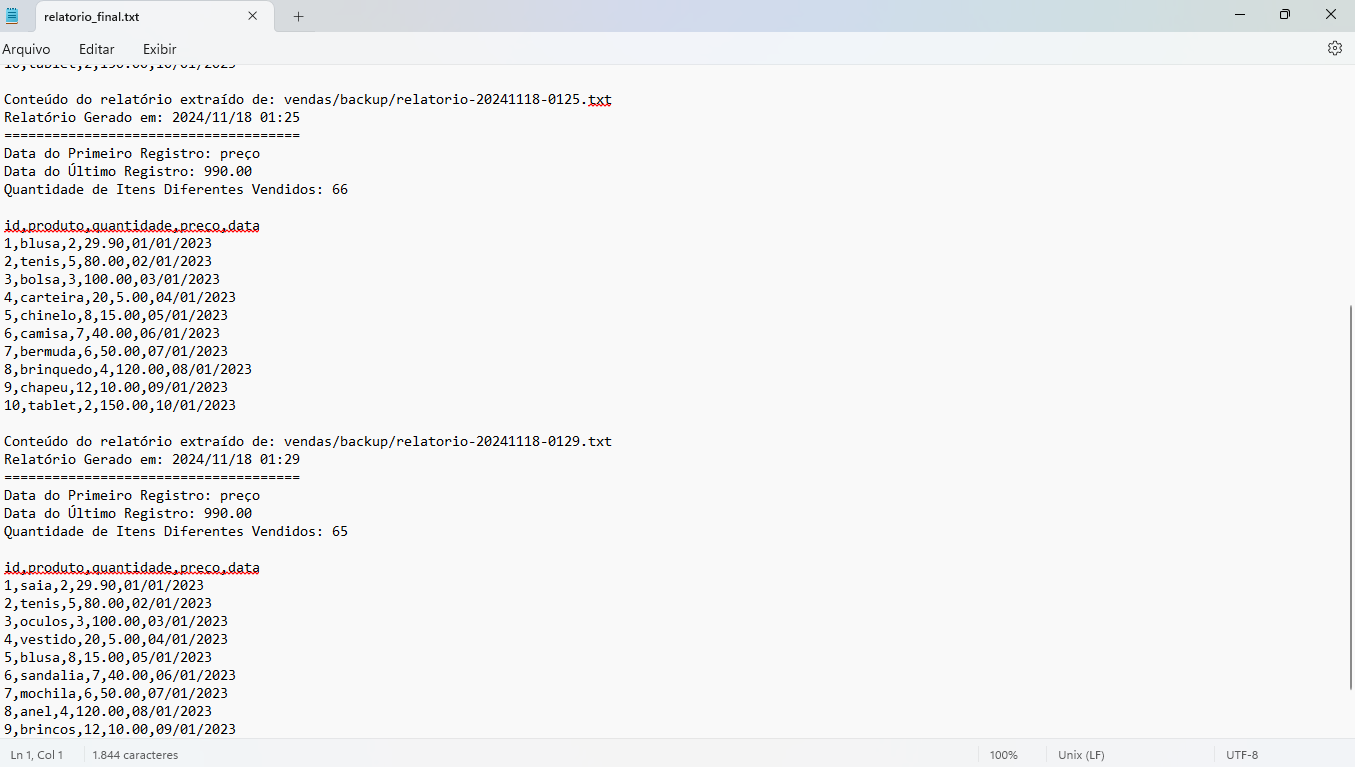 relatorio_final.txt
Arquivo Editar Exibir
10,tablet,2,150.00,10/01/2023
Conteúdo do relatório extraído de: vendas/backup/relatorio-20241118-0125.txt
Relatório Gerado em: 2024/11/18 01:25
=====================================
Data do Primeiro Registro: preço
Data do Último Registro: 990.00
Quantidade de Itens Diferentes Vendidos: 66
id,produto,quantidade,preco,data
1,blusa,2,29.90,01/01/2023
2,tenis,5,80.00,02/01/2023
3,bolsa,3,100.00,03/01/2023
4,carteira,20,5.00,04/01/2023
5,chinelo,8,15.00,05/01/2023
6,camisa,7,40.00,06/01/2023
7,bermuda,6,50.00,07/01/2023
8,brinquedo,4,120.00,08/01/2023
9,chapeu,12,10.00,09/01/2023
10,tablet,2,150.00,10/01/2023
Conteúdo do relatório extraído de: vendas/backup/relatorio-20241118-0129.txt
Relatório Gerado em: 2024/11/18 01:29
=====================================
Data do Primeiro Registro: preço
Data do Último Registro: 990.00
Quantidade de Itens Diferentes Vendidos: 65
id,produto,quantidade,preco,data
1,saia,2,29.90,01/01/2023
2,tenis,5,80.00,02/01/2023
3,oculos,3,100.00,03/01/2023
4,vestido,20,5.00,04/01/2023
5,blusa,8,15.00,05/01/2023
6,sandalia,7,40.00,06/01/2023
7,mochila,6,50.00,07/01/2023
8,anel,4,120.00,08/01/2023
9,brincos,12,10.00,09/01/2023
Ln 1, Col 1 1.844 caracteres 100% Unix (LF) UTF-8